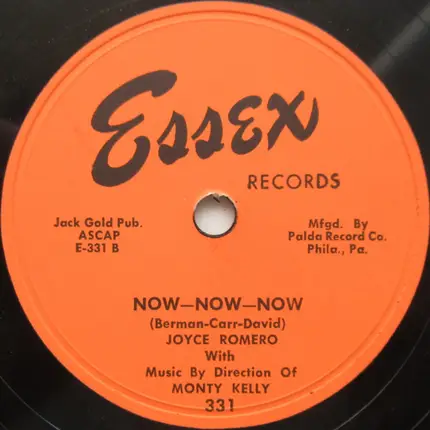 Essex
RECORDS
Jack Gold Pub.
ASCAP
E-331 B
Mfgd. By
Palda Record Co.
Phila., Pa.
NOW—NOW—NOW
(Berman-Carr-David)
JOYCE ROMERO
With
Music By Direction Of
MONTY KELLY
331